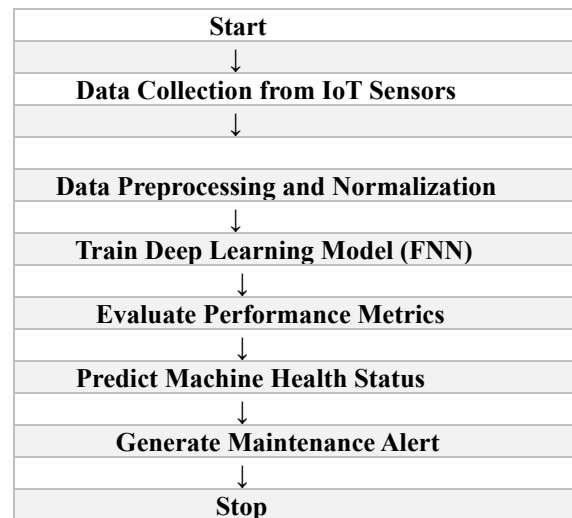 Start
↓
Data Collection from IoT Sensors
↓
Data Preprocessing and Normalization
↓
Train Deep Learning Model (FNN)
↓
Evaluate Performance Metrics
↓
Predict Machine Health Status
↓
Generate Maintenance Alert
↓
Stop